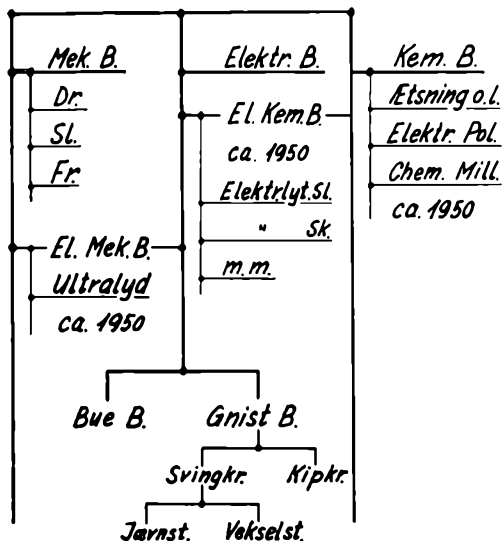 Mek. B.
Dr.
Sl.
Fr.
El. Mek. B.
Ultralyd
ca. 1950
Elektr. B.
El. Kem. B.
ca. 1950
Elektrlyt. Sl.
" Sk.
m.m.
Kem. B.
Ætsning o.l.
Elektr. Pol.
Chem. Mill.
ca. 1950
Bue B.
Gnist B.
Svingkr.
Kipkr.
Jævnst.
Vekselst.